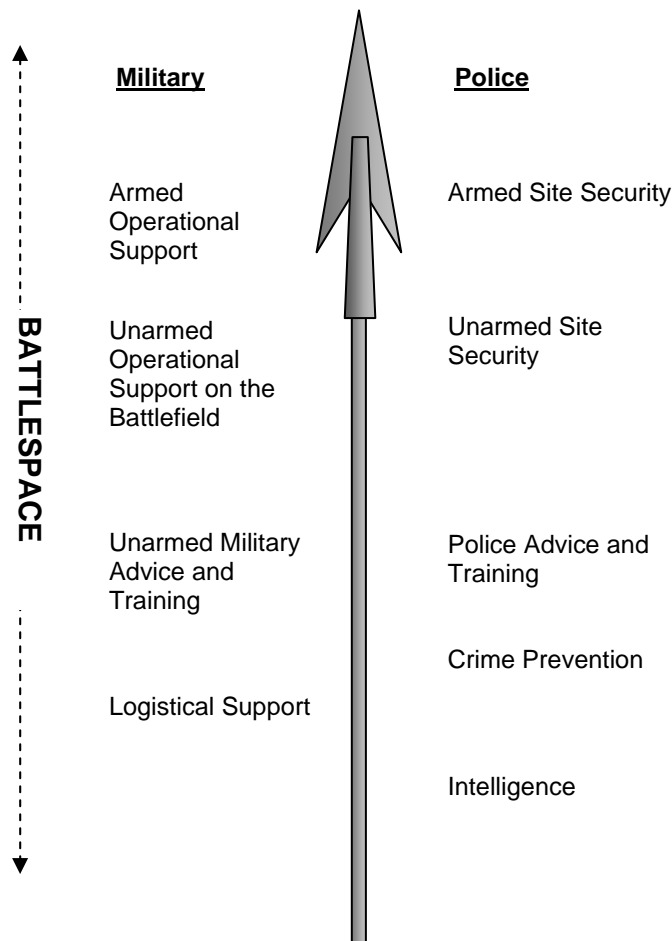 Military
Police
Armed
Operational
Support
Armed Site Security
BATTLESPACE
Unarmed
Operational
Support on the
Battlefield
Unarmed Site
Security
Unarmed Military
Advice and
Training
Police Advice and
Training
Crime Prevention
Logistical Support
Intelligence